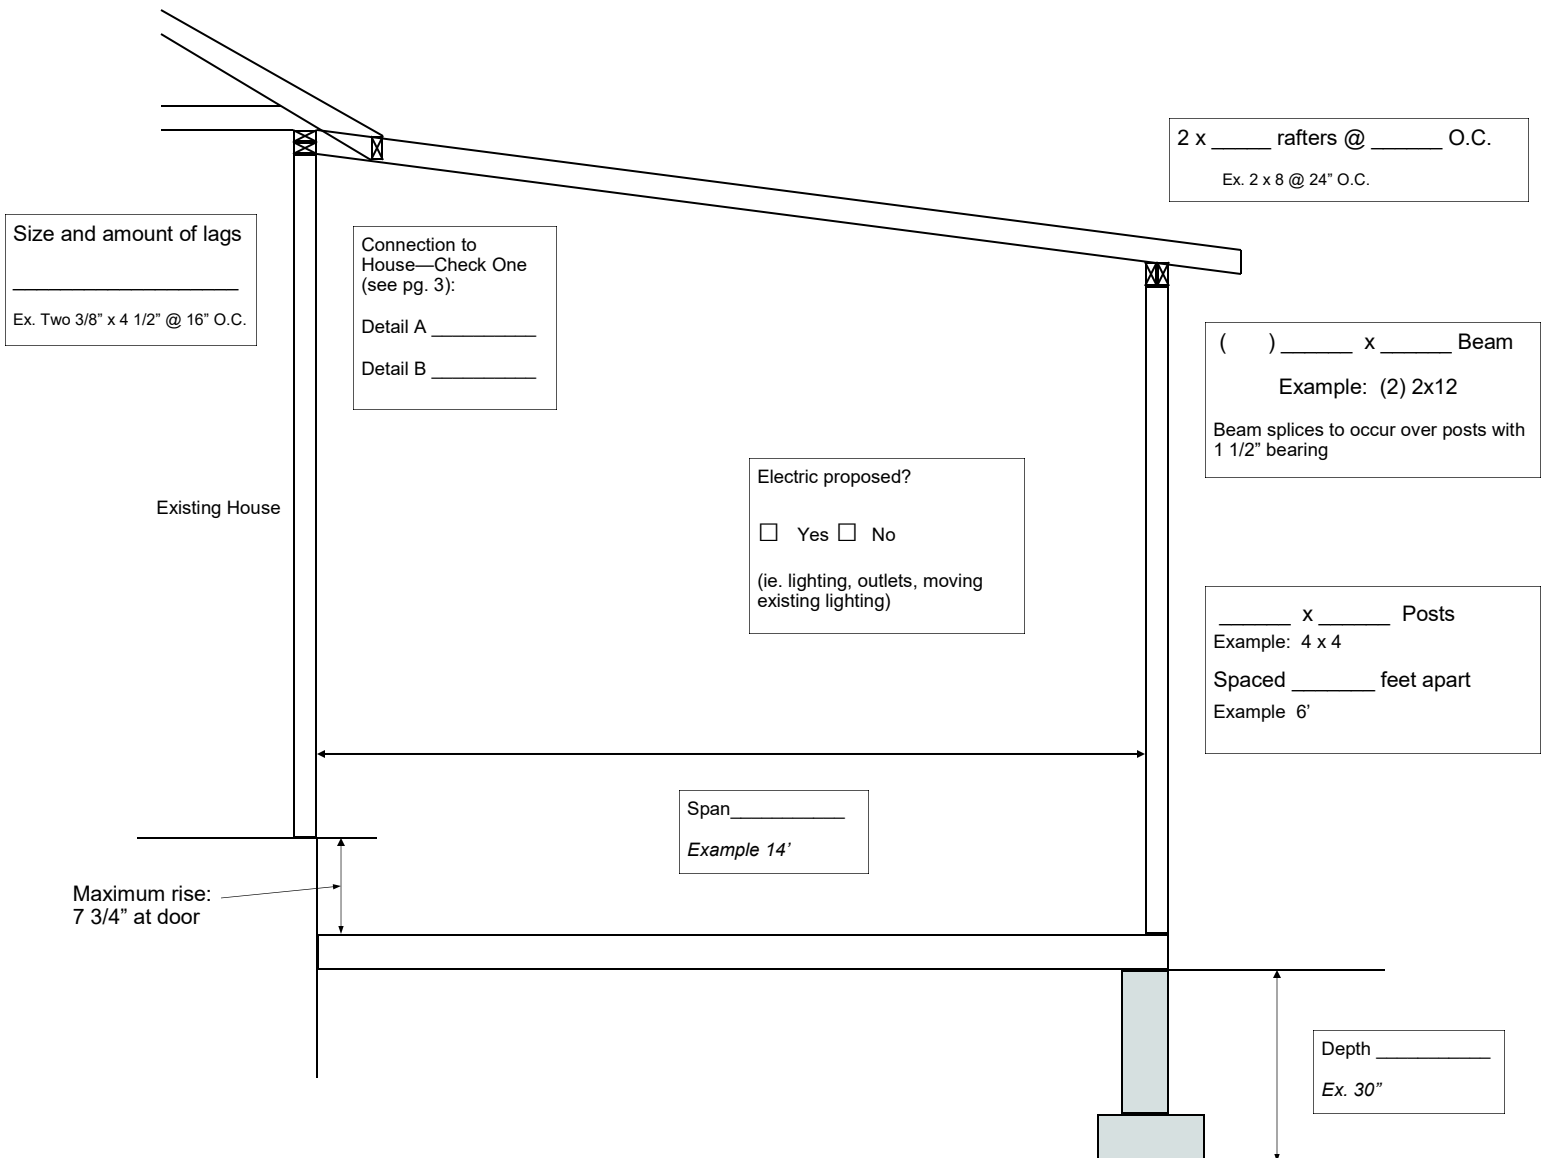 2 x _____ rafters @ ______ O.C.
Ex. 2 x 8 @ 24” O.C.
Size and amount of lags
___________________
Ex. Two 3/8” x 4 1/2” @ 16” O.C.
Connection to
House—Check One
(see pg. 3):
Detail A __________
Detail B __________
( ) ______ x ______ Beam
Example: (2) 2x12
Beam splices to occur over posts with
1 1/2” bearing
Existing House
Electric proposed?
☐ Yes ☐ No
(ie. lighting, outlets, moving
existing lighting)
______ x ______ Posts
Example: 4 x 4
Spaced _______ feet apart
Example 6’
Span___________
Example 14’
Maximum rise:
7 3/4” at door
Depth ___________
Ex. 30”